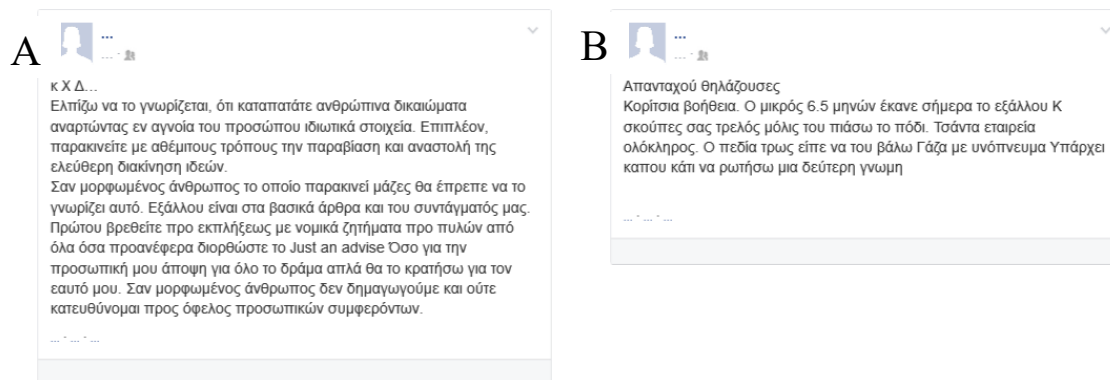 A
...
...
κ Χ Δ...
Ελπίζω να το γνωρίζεται, ότι καταπατάτε ανθρώπινα δικαιώματα
αναρτώντας εν αγνοία του προσώπου ιδιωτικά στοιχεία. Επιπλέον,
παρακινείτε με αθέμιτους τρόπους την παραβίαση και αναστολή της
ελεύθερη διακίνηση ιδεών.
Σαν μορφωμένος άνθρωπος το οποίο παρακινεί μάζες θα έπρεπε να το
γνωρίζει αυτό. Εξάλλου είναι στα βασικά άρθρα και του συντάγματός μας.
Πρώτου βρεθείτε προ εκπλήξεως με νομικά ζητήματα προ πυλών από
όλα όσα προανέφερα διορθώστε το Just an advise Όσο για την
προσωπική μου άποψη για όλο το δράμα απλά θα το κρατήσω για τον
εαυτό μου. Σαν μορφωμένος άνθρωπος δεν δημαγωγούμε και ούτε
κατευθύνομαι προς όφελος προσωπικών συμφερόντων.
... · ... · ...
B
...
...
Απανταχού θηλάζουσες
Κορίτσια βοήθεια. Ο μικρός 6.5 μηνών έκανε σήμερα το εξάλλου Κ
σκούπες σας τρελός μόλις του πιάσω το πόδι. Τσάντα εταιρεία
ολόκληρος. Ο πεδία τρως είπε να του βάλω Γάζα με υνόπνευμα Υπάρχει
καπου κάτι να ρωτήσω μια δεύτερη γνωμη
... · ... · ...